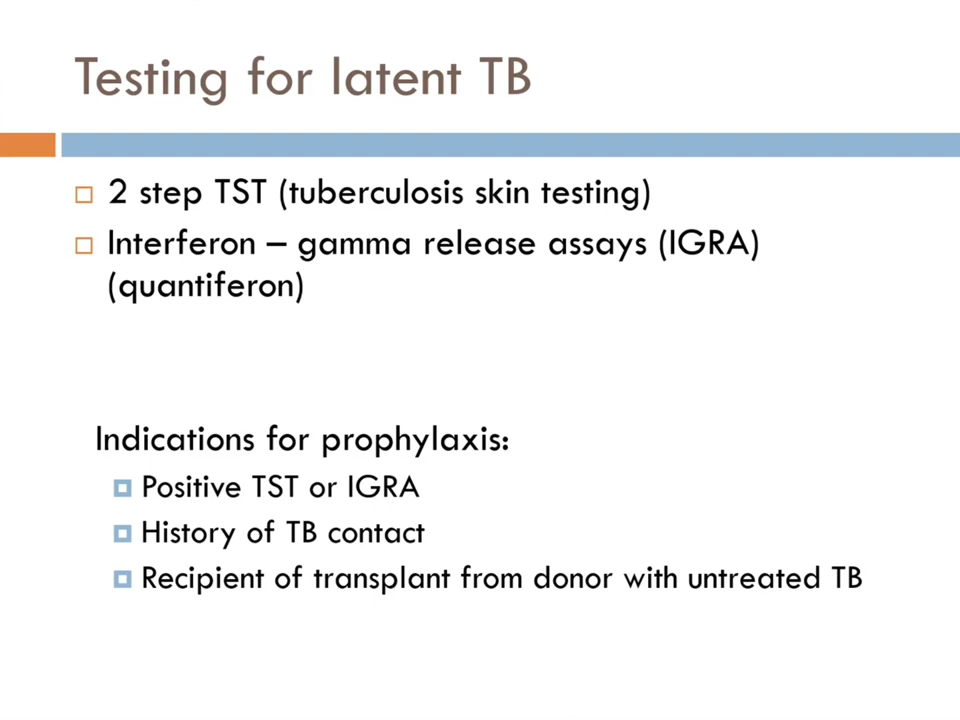 Testing for latent TB
2 step TST (tuberculosis skin testing)
Interferon – gamma release assays (IGRA)
(quantiferon)
Indications for prophylaxis:
Positive TST or IGRA
History of TB contact
Recipient of transplant from donor with untreated TB